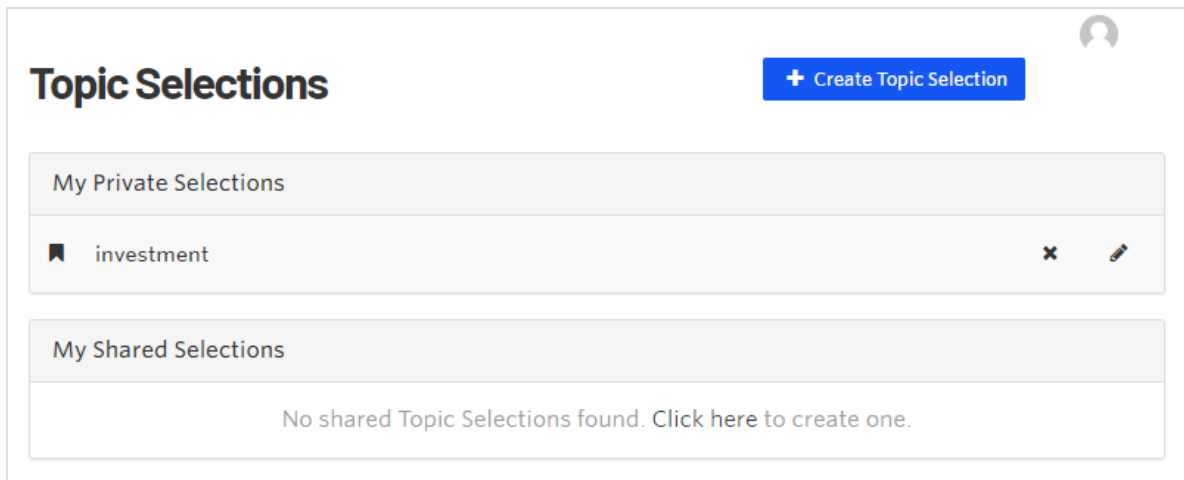 Topic Selections
Create Topic Selection
My Private Selections
investment
My Shared Selections
No shared Topic Selections found. Click here to create one.